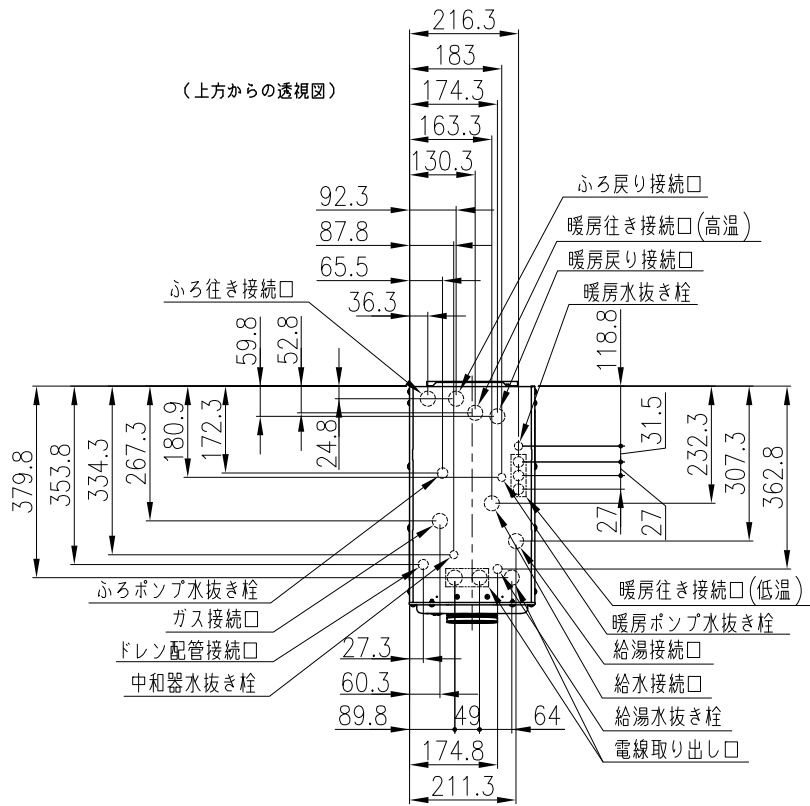 216.3
183
(上方からの透視図)
174.3
163.3
130.3
ふろ戻り接続口
92.3
暖房往き接続口(高温)
87.8
暖房戻り接続口
65.5
ふろ往き接続口
暖房水抜き栓
36.3
59.8
52.8
118.8
24.8
31.5
379.8
353.8
334.3
267.3
180.9
172.3
232.3
307.3
362.8
27
27
ふろポンプ水抜き栓
暖房往き接続口(低温)
ガス接続口
暖房ポンプ水抜き栓
ドレン配管接続口
27.3
給湯接続口
中和器水抜き栓
60.3
給水接続口
89.8
49
64
給湯水抜き栓
174.8
電線取り出し口
211.3